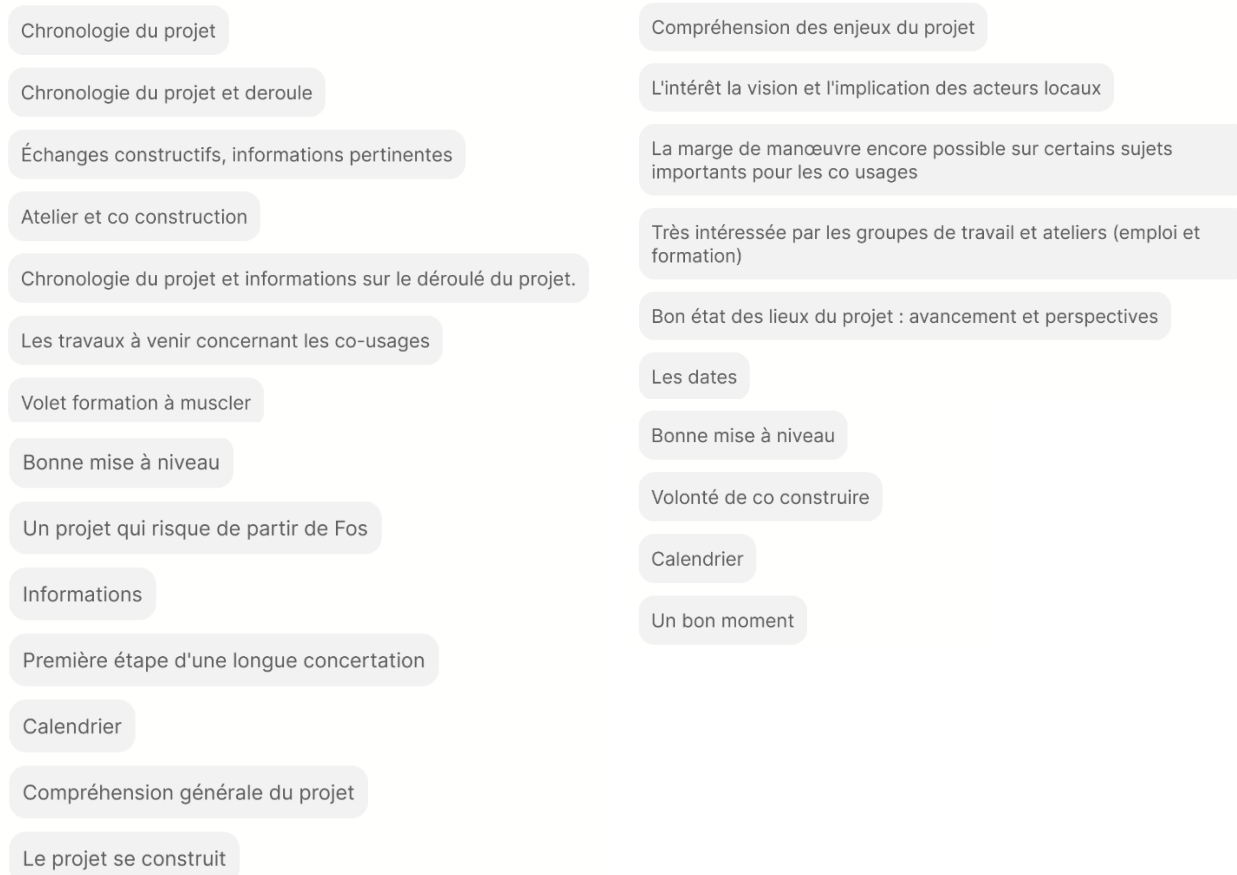 Chronologie du projet
Chronologie du projet et deroule
Échanges constructifs, informations pertinentes
Atelier et co construction
Chronologie du projet et informations sur le déroulé du projet.
Les travaux à venir concernant les co-usages
Volet formation à muscler
Bonne mise à niveau
Un projet qui risque de partir de Fos
Informations
Première étape d'une longue concertation
Calendrier
Compréhension générale du projet
Le projet se construit
Compréhension des enjeux du projet
L'intérêt la vision et l'implication des acteurs locaux
La marge de manœuvre encore possible sur certains sujets
importants pour les co usages
Très intéressée par les groupes de travail et ateliers (emploi et
formation)
Bon état des lieux du projet : avancement et perspectives
Les dates
Bonne mise à niveau
Volonté de co construire
Calendrier
Un bon moment